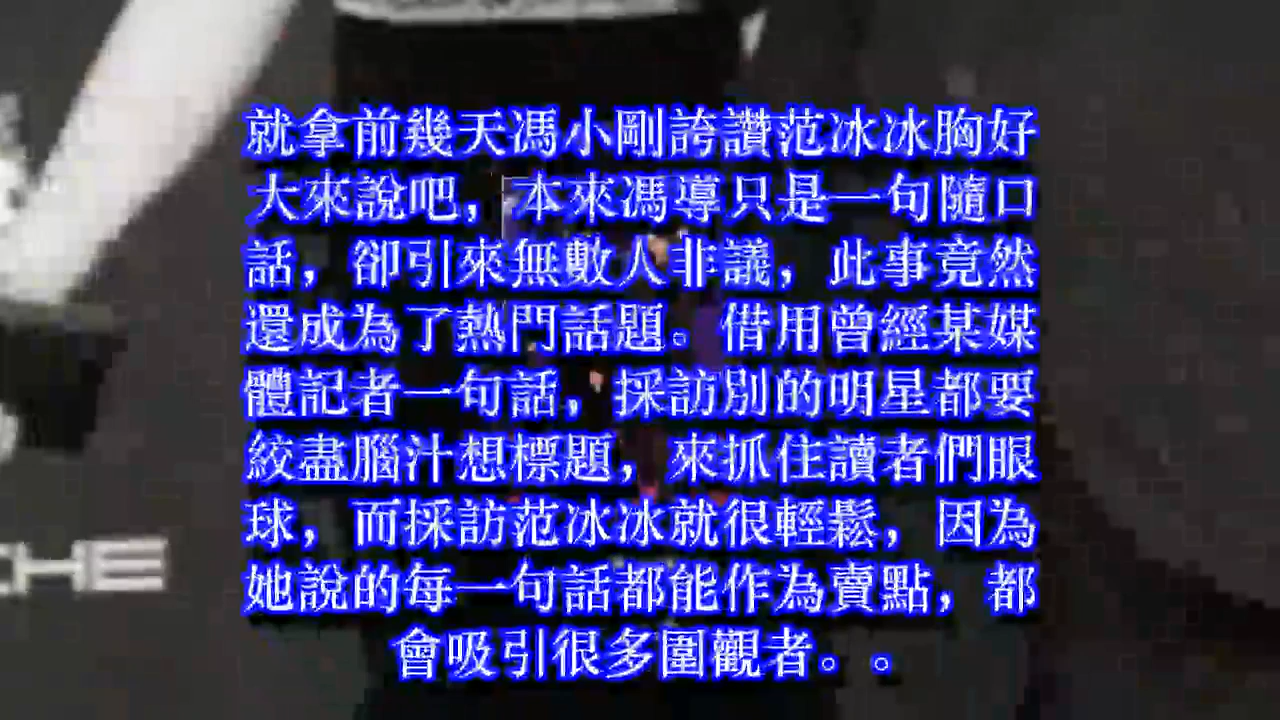 就拿前幾天馮小剛誇讚范冰冰胸好
大來說吧，本來馮導只是一句隨口
話，卻引來無數人非議，此事竟然
還成為了熱門話題。借用曾經某媒
體記者一句話，採訪別的明星都要
絞盡腦汁想標題，來抓住讀者們眼
球，而採訪范冰冰就很輕鬆，因為
她說的每一句話都能作為賣點，都
會吸引很多圍觀者。。
CHE